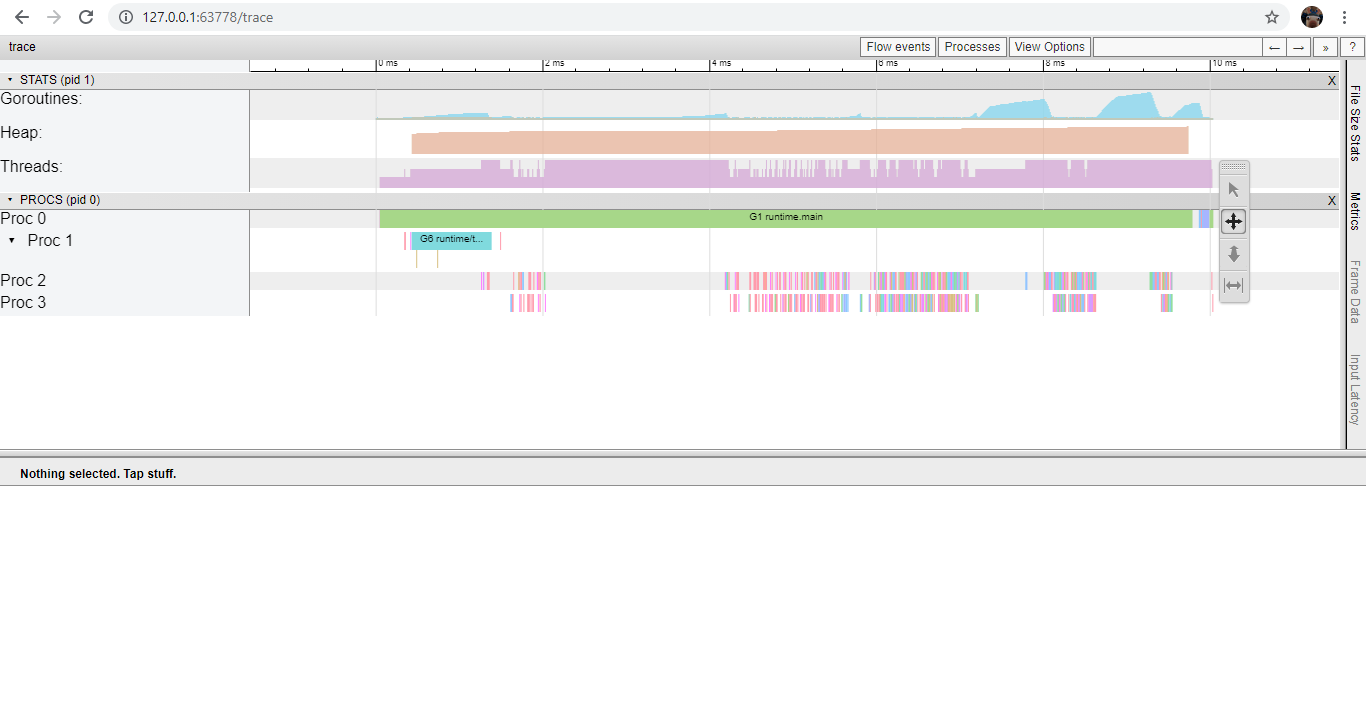 127.0.0.1:63778/trace
trace
Flow events
Processes
View Options
←
→
»
?
0 ms
2 ms
4 ms
6 ms
8 ms
10 ms
STATS (pid 1)
X
Goroutines:
Heap:
Threads:
PROCS (pid 0)
X
Proc 0
G1 runtime.main
Proc 1
G6 runtime/t...
Proc 2
Proc 3
File Size Stats
Metrics
Frame Data
Input Latency
Nothing selected. Tap stuff.